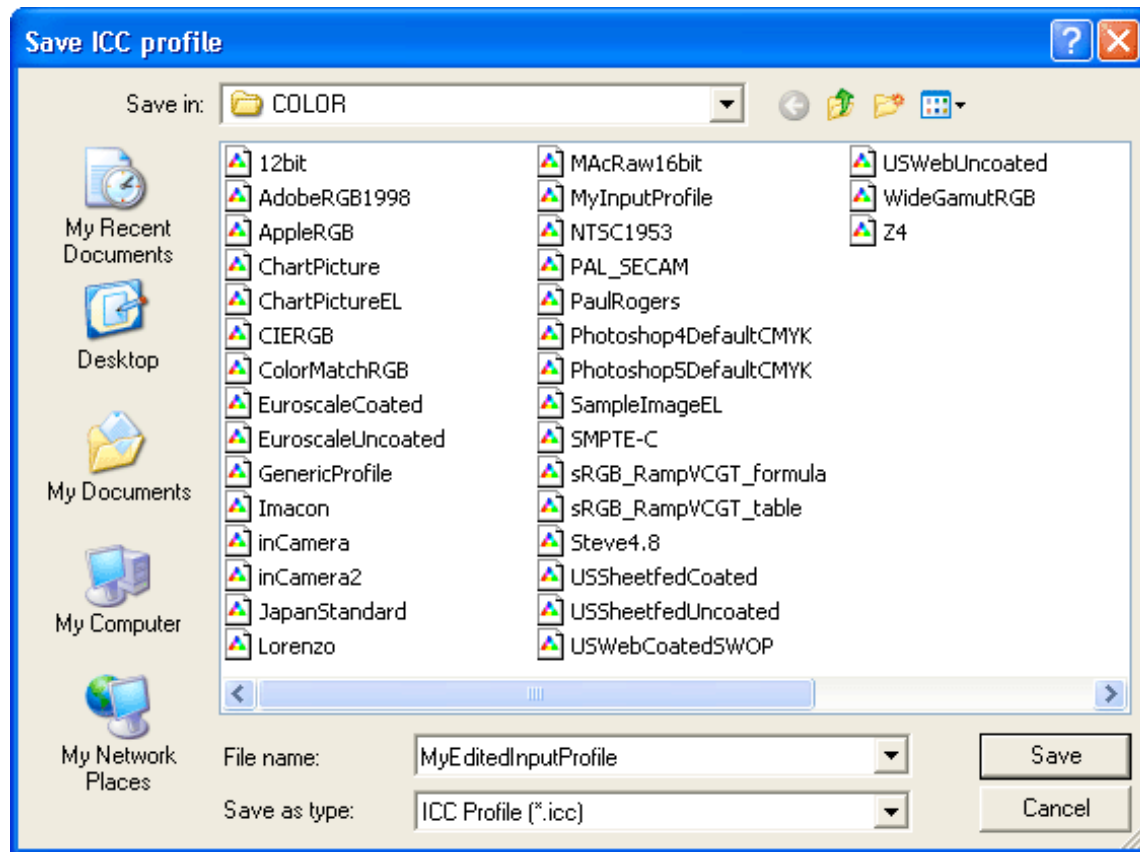 Save ICC profile
Save in: COLOR
My Recent
Documents
Desktop
My Documents
My Computer
My Network
Places
12bit
AdobeRGB1998
AppleRGB
ChartPicture
ChartPictureEL
CIERGB
ColorMatchRGB
EuroscaleCoated
EuroscaleUncoated
GenericProfile
Imacon
inCamera
inCamera2
JapanStandard
Lorenzo
MAcRaw16bit
MyInputProfile
NTSC1953
PAL_SECAM
PaulRogers
Photoshop4DefaultCMYK
Photoshop5DefaultCMYK
SampleImageEL
SMPTE-C
sRGB_RampVCGT_formula
sRGB_RampVCGT_table
Steve4.8
USSheetfedCoated
USSheetfedUncoated
USWebCoatedSWOP
USWebUncoated
WideGamutRGB
Z4
File name: MyEditedInputProfile
Save
Save as type: ICC Profile (*.icc)
Cancel